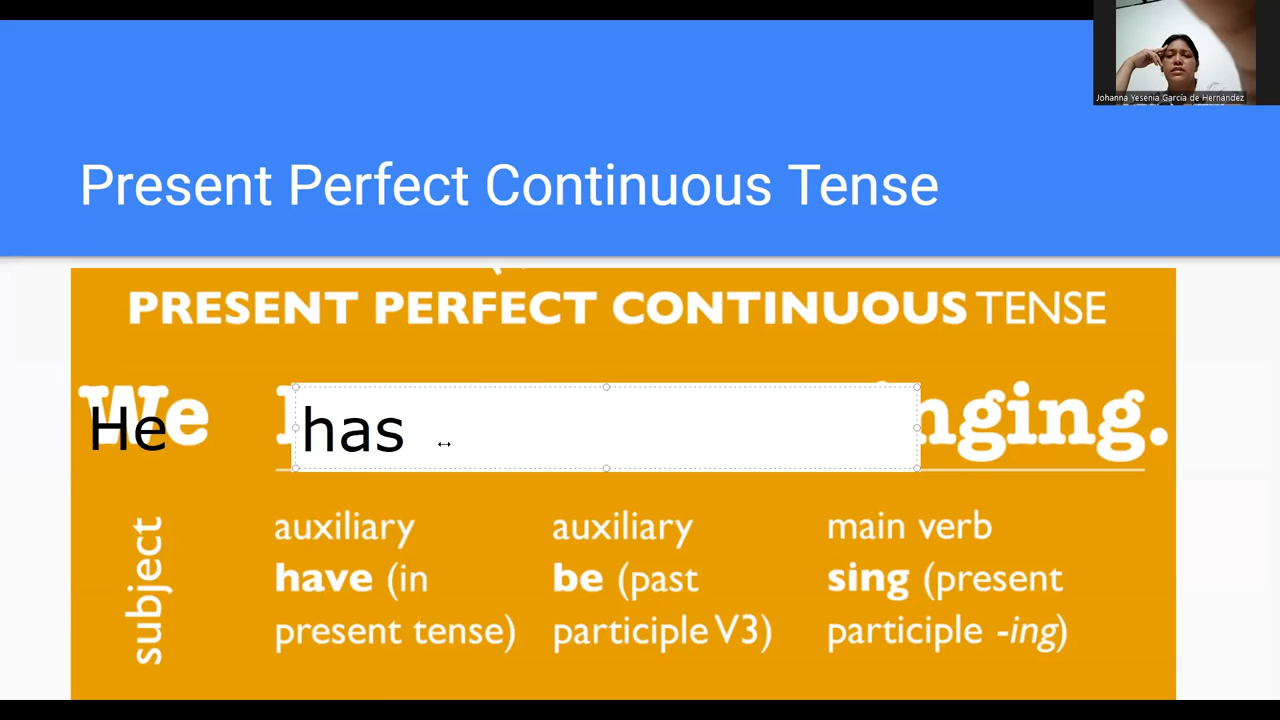 Johanna Yesenia García de Hernández
Present Perfect Continuous Tense
PRESENT PERFECT CONTINUOUS TENSE
We nging.
He has
subject
auxiliary auxiliary main verb
have (in be (past sing (present
present tense) participle V3) participle -ing)